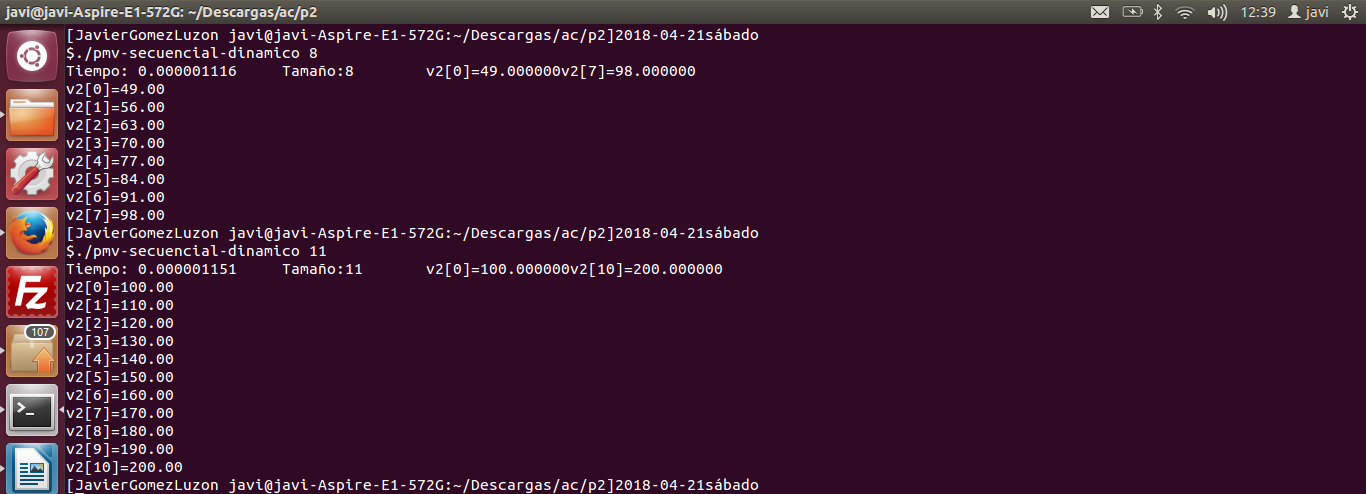 javi@javi-Aspire-E1-572G: ~/Descargas/ac/p2
12:39 javi
[JavierGomezLuzon javi@javi-Aspire-E1-572G:~/Descargas/ac/p2]2018-04-21sábado
$./pmv-secuencial-dinamico 8
Tiempo: 0.000001116 Tamaño:8 v2[0]=49.000000v2[7]=98.000000
v2[0]=49.00
v2[1]=56.00
v2[2]=63.00
v2[3]=70.00
v2[4]=77.00
v2[5]=84.00
v2[6]=91.00
v2[7]=98.00
[JavierGomezLuzon javi@javi-Aspire-E1-572G:~/Descargas/ac/p2]2018-04-21sábado
$./pmv-secuencial-dinamico 11
Tiempo: 0.000001151 Tamaño:11 v2[0]=100.000000v2[10]=200.000000
v2[0]=100.00
v2[1]=110.00
v2[2]=120.00
v2[3]=130.00
v2[4]=140.00
v2[5]=150.00
v2[6]=160.00
v2[7]=170.00
v2[8]=180.00
v2[9]=190.00
v2[10]=200.00
[JavierGomezLuzon javi@javi-Aspire-E1-572G:~/Descargas/ac/p2]2018-04-21sábado
Fz
107
>_